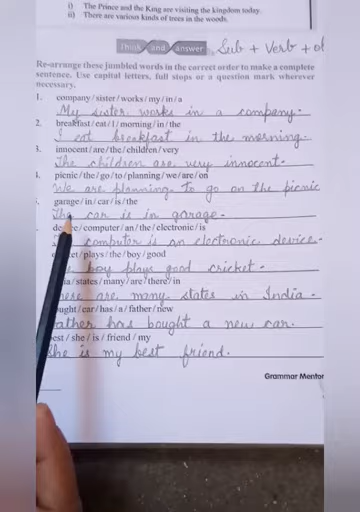 i) The Prince and the King are visiting the kingdom today.
ii) There are various kinds of trees in the woods.
Think and answer Sub + Verb + ob
Re-arrange these jumbled words in the correct order to make a complete
sentence. Use capital letters, full stops or a question mark wherever
necessary.
1. company/sister/works/my/in/a
My sister works in a company.
2. breakfast/eat/I/morning/in/the
I eat breakfast in the morning.
3. innocent/are/the/children/very
The children are very innocent.
picnic/the/go/to/planning/we/are/on
We are planning to go on the picnic
garage/in/car/is/the
The car is in garage.
computer/an/the/electronic/is
computer is an electronic device.
plays/the/boy/good
boy plays good cricket.
states/many/are/there/in
are many states in India.
car/has/a/father/new
father has bought a new car.
she/is/friend/my
She is my best friend.
Grammar Mentor